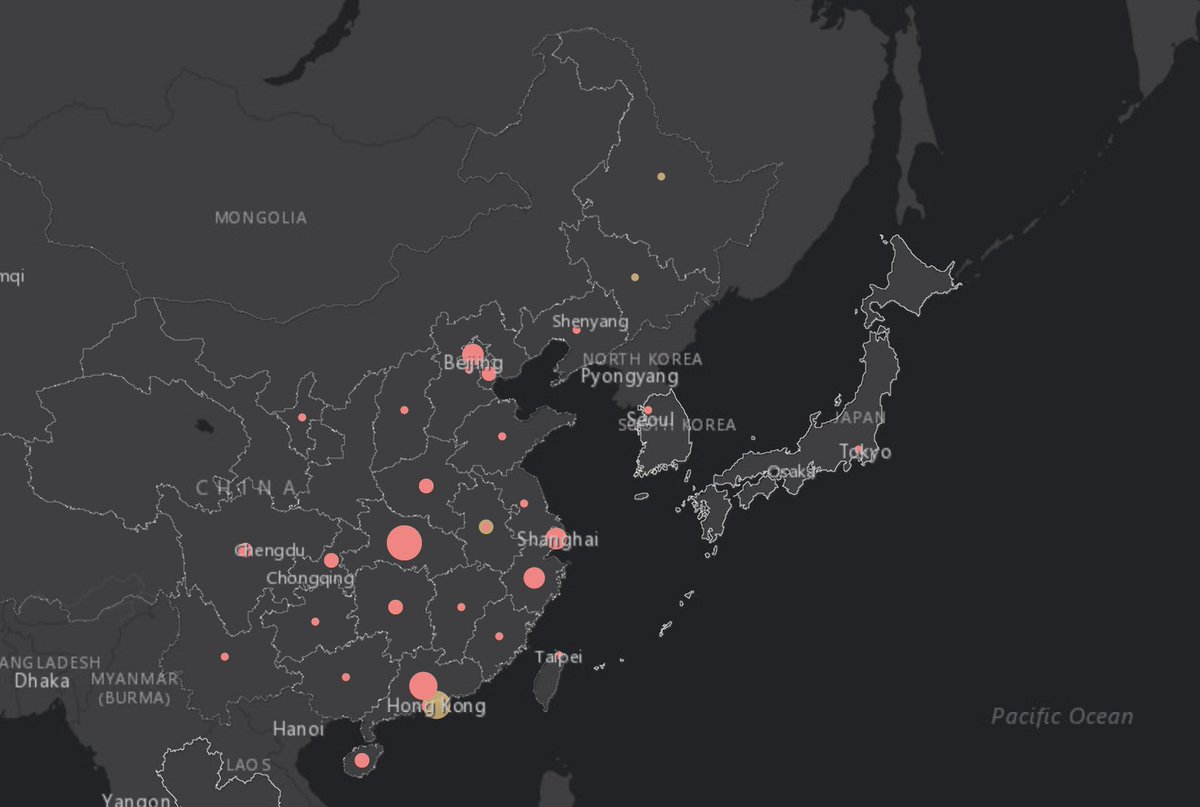 MONGOLIA
mqi
Shenyang
NORTH KOREA
Beijing
Pyongyang
JAPAN
Seoul
SOUTH KOREA
Tokyo
Osaka
CHINA
Shanghai
Chengdu
Chongqing
Taipei
ANGLADESH
Dhaka
MYANMAR
(BURMA)
Hong Kong
Pacific Ocean
Hanoi
LAOS
Yangon